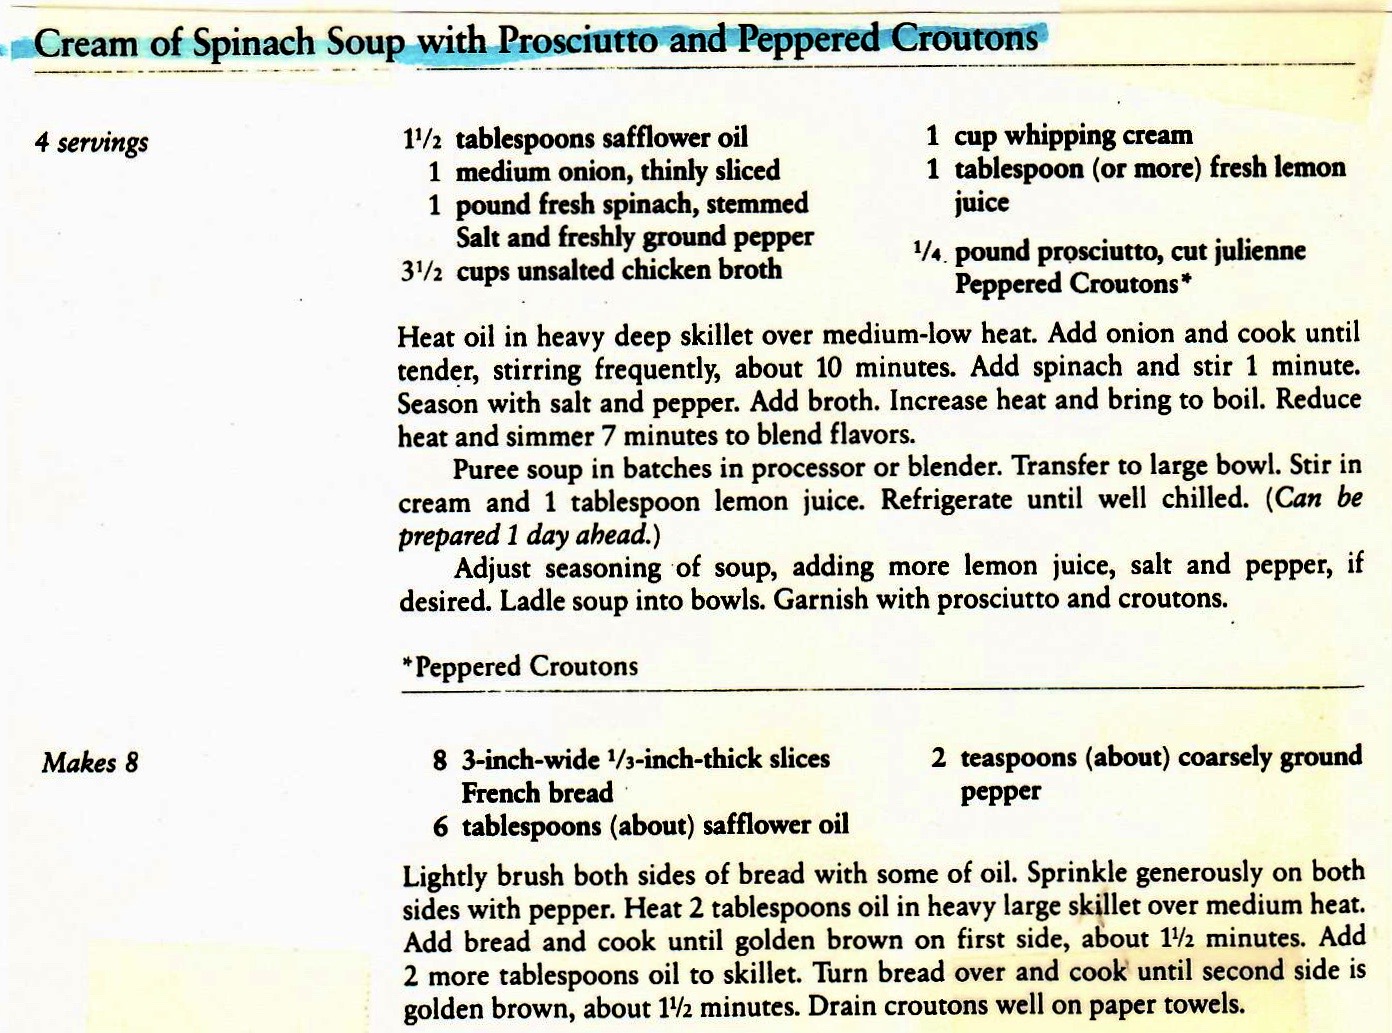 Cream of Spinach Soup with Prosciutto and Peppered Croutons
4 servings
1½ tablespoons safflower oil
1 medium onion, thinly sliced
1 pound fresh spinach, stemmed
Salt and freshly ground pepper
3½ cups unsalted chicken broth
1 cup whipping cream
1 tablespoon (or more) fresh lemon
juice
¼ pound prosciutto, cut julienne
Peppered Croutons*
Heat oil in heavy deep skillet over medium-low heat. Add onion and cook until
tender, stirring frequently, about 10 minutes. Add spinach and stir 1 minute.
Season with salt and pepper. Add broth. Increase heat and bring to boil. Reduce
heat and simmer 7 minutes to blend flavors.
Puree soup in batches in processor or blender. Transfer to large bowl. Stir in
cream and 1 tablespoon lemon juice. Refrigerate until well chilled. (Can be
prepared 1 day ahead.)
Adjust seasoning of soup, adding more lemon juice, salt and pepper, if
desired. Ladle soup into bowls. Garnish with prosciutto and croutons.
*Peppered Croutons
Makes 8
8 3-inch-wide ⅓-inch-thick slices
French bread
6 tablespoons (about) safflower oil
2 teaspoons (about) coarsely ground
pepper
Lightly brush both sides of bread with some of oil. Sprinkle generously on both
sides with pepper. Heat 2 tablespoons oil in heavy large skillet over medium heat.
Add bread and cook until golden brown on first side, about 1½ minutes. Add
2 more tablespoons oil to skillet. Turn bread over and cook until second side is
golden brown, about 1½ minutes. Drain croutons well on paper towels.